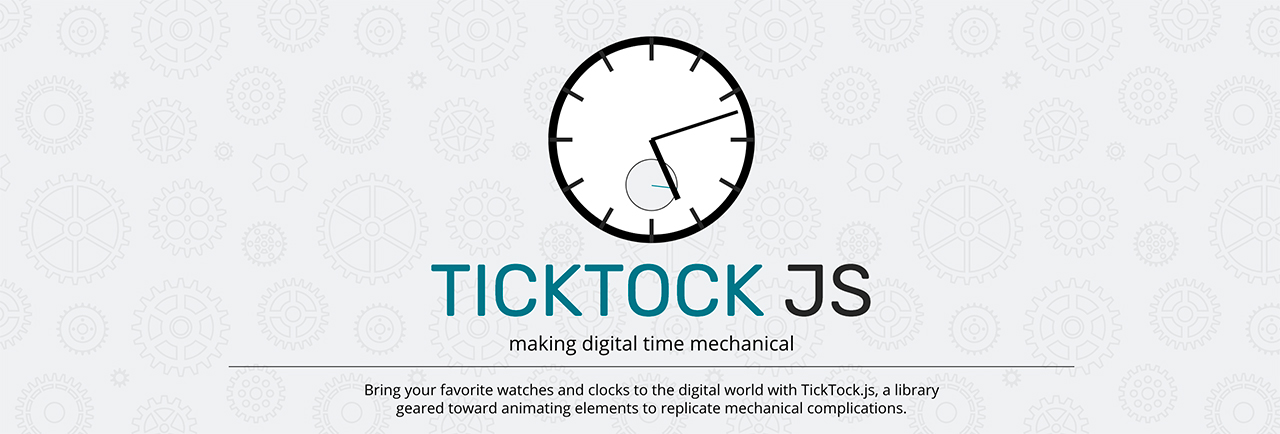 TICKTOCK JS
making digital time mechanical
Bring your favorite watches and clocks to the digital world with TickTock.js, a library
geared toward animating elements to replicate mechanical complications.